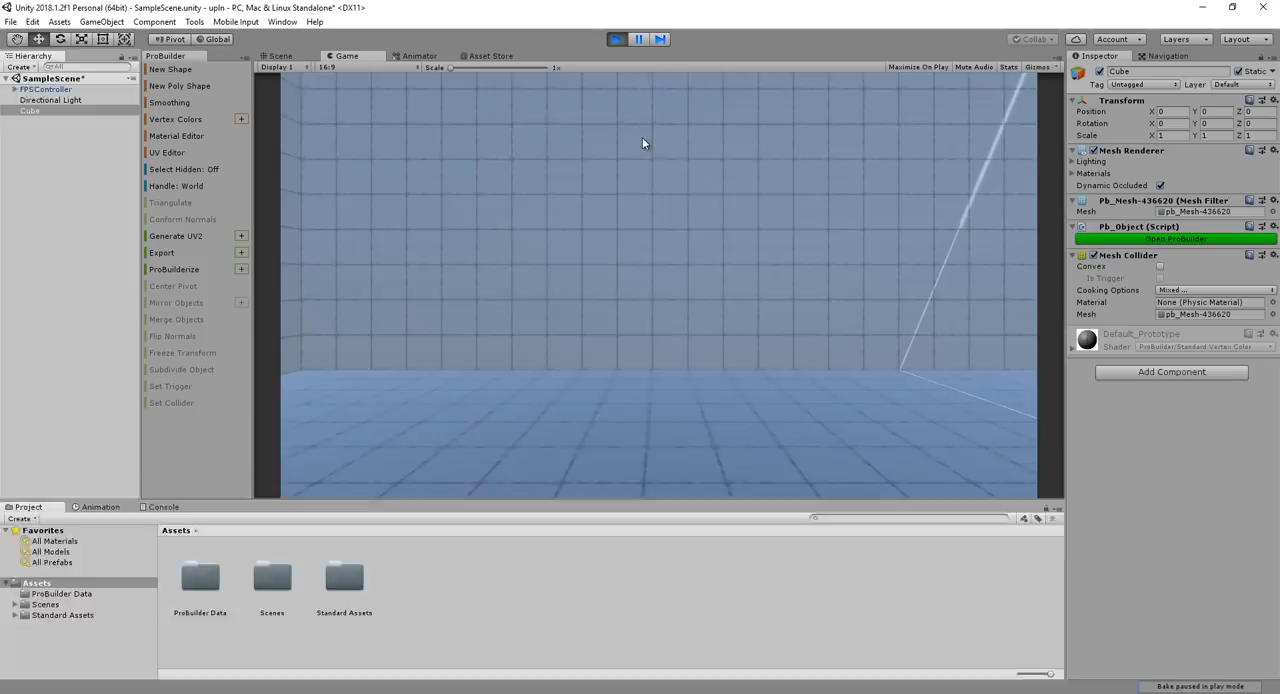 Unity 2018.1.2f1 Personal (64bit) - SampleScene.unity - upln - PC, Mac & Linux Standalone* <DX11>
File Edit Assets GameObject Component Tools Mobile Input Window Help
Pivot Global Collab Account Layers Layout
Hierarchy
Create All
SampleScene*
FPSController
Directional Light
Cube
ProBuilder
New Shape
New Poly Shape
Smoothing
Vertex Colors +
Material Editor
UV Editor
Select Hidden: Off
Handle: World
Triangulate
Conform Normals
Generate UV2 +
Export +
ProBuilderize +
Center Pivot
Mirror Objects +
Merge Objects
Flip Normals
Freeze Transform
Subdivide Object
Set Trigger
Set Collider
Scene Game Animator Asset Store
Display 1 16:9 Scale 1x Maximize On Play Mute Audio Stats Gizmos
Inspector Navigation
Cube Static
Tag Untagged Layer Default
Transform
Position X 0 Y 0 Z 0
Rotation X 0 Y 0 Z 0
Scale X 1 Y 1 Z 1
Mesh Renderer
Lighting
Materials
Dynamic Occluded
Pb_Mesh-436620 (Mesh Filter
Mesh pb_Mesh-436620
Pb_Object (Script)
Open ProBuilder
Mesh Collider
Convex
Is Trigger
Cooking Options Mixed ...
Material None (Physic Material)
Mesh pb_Mesh-436620
Default_Prototype
Shader ProBuilder/Standard Vertex Color
Add Component
Project Animation Console
Create
Favorites
All Materials
All Models
All Prefabs
Assets
ProBuilder Data
Scenes
Standard Assets
Assets
ProBuilder Data Scenes Standard Assets
Bake paused in play mode